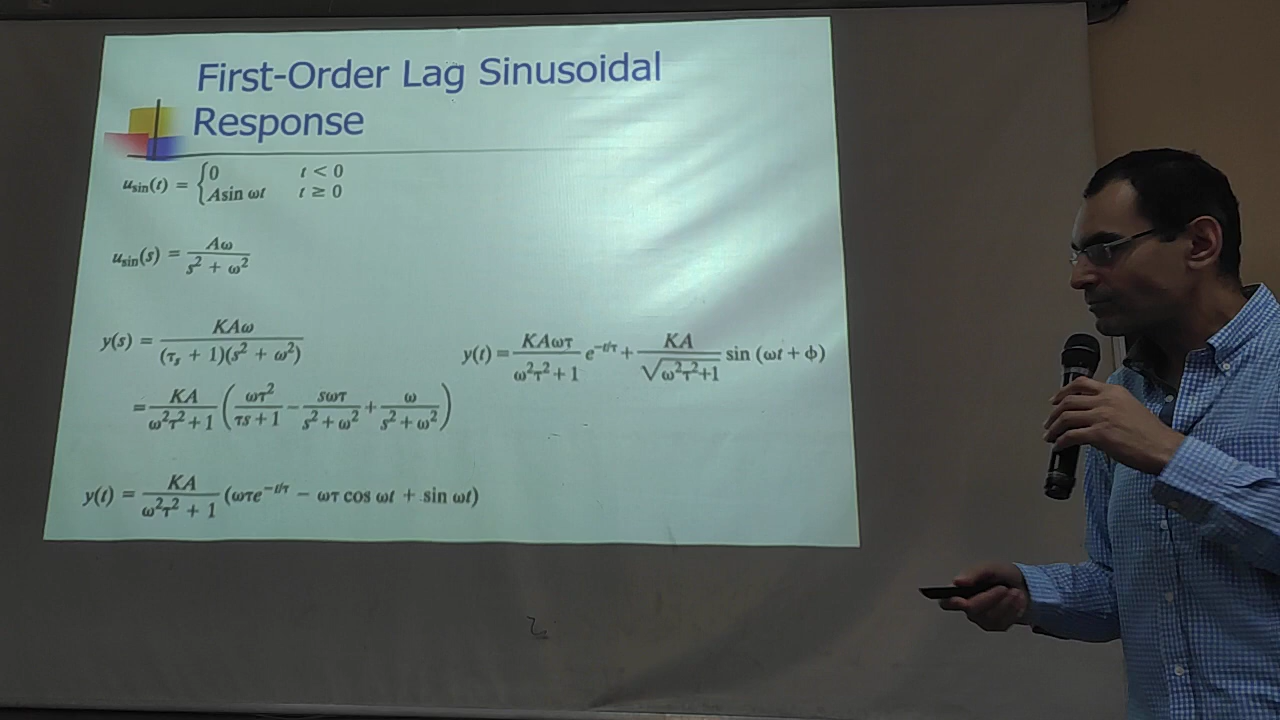 First-Order Lag Sinusoidal
Response
u_sin(t) = { 0 t < 0
A sin ωt t ≥ 0
u_sin(s) = Aω / (s² + ω²)
y(s) = KAω / ((τ_s + 1)(s² + ω²))
= KA / (ω²τ² + 1) (ωτ² / (τs + 1) − sωτ / (s² + ω²) + ω / (s² + ω²))
y(t) = KA / (ω²τ² + 1) (ωτe^(−t/τ) − ωτ cos ωt + sin ωt)
y(t) = KAωτ / (ω²τ² + 1) e^(−t/τ) + KA / √(ω²τ²+1) sin (ωt + ϕ)